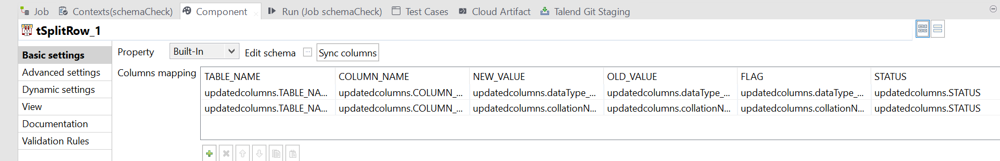 Job Contexts(schemaCheck) Component Run (Job schemaCheck) Test Cases Cloud Artifact Talend Git Staging
tSplitRow_1
Basic settings
Advanced settings
Dynamic settings
View
Documentation
Validation Rules
Property Built-In Edit schema ... Sync columns
Columns mapping
TABLE_NAME COLUMN_NAME NEW_VALUE OLD_VALUE FLAG STATUS
updatedcolumns.TABLE_NA... updatedcolumns.COLUMN_... updatedcolumns.dataType_... updatedcolumns.dataType_... updatedcolumns.dataType_... updatedcolumns.STATUS
updatedcolumns.TABLE_NA... updatedcolumns.COLUMN_... updatedcolumns.collationN... updatedcolumns.collationN... updatedcolumns.collationN... updatedcolumns.STATUS